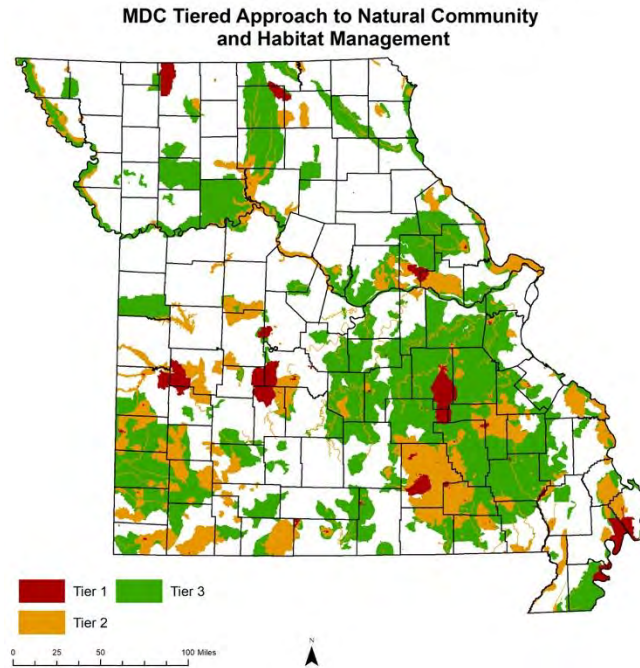 MDC Tiered Approach to Natural Community
and Habitat Management
Tier 1
Tier 3
Tier 2
0 25 50 100 Miles
N